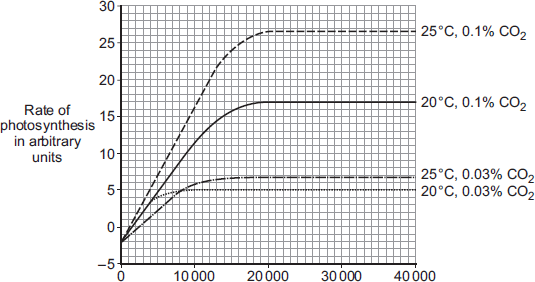 30
25
20
15
10
5
0
−5
Rate of
photosynthesis
in arbitrary
units
25°C, 0.1% CO₂
20°C, 0.1% CO₂
25°C, 0.03% CO₂
20°C, 0.03% CO₂
0 10 000 20 000 30 000 40 000